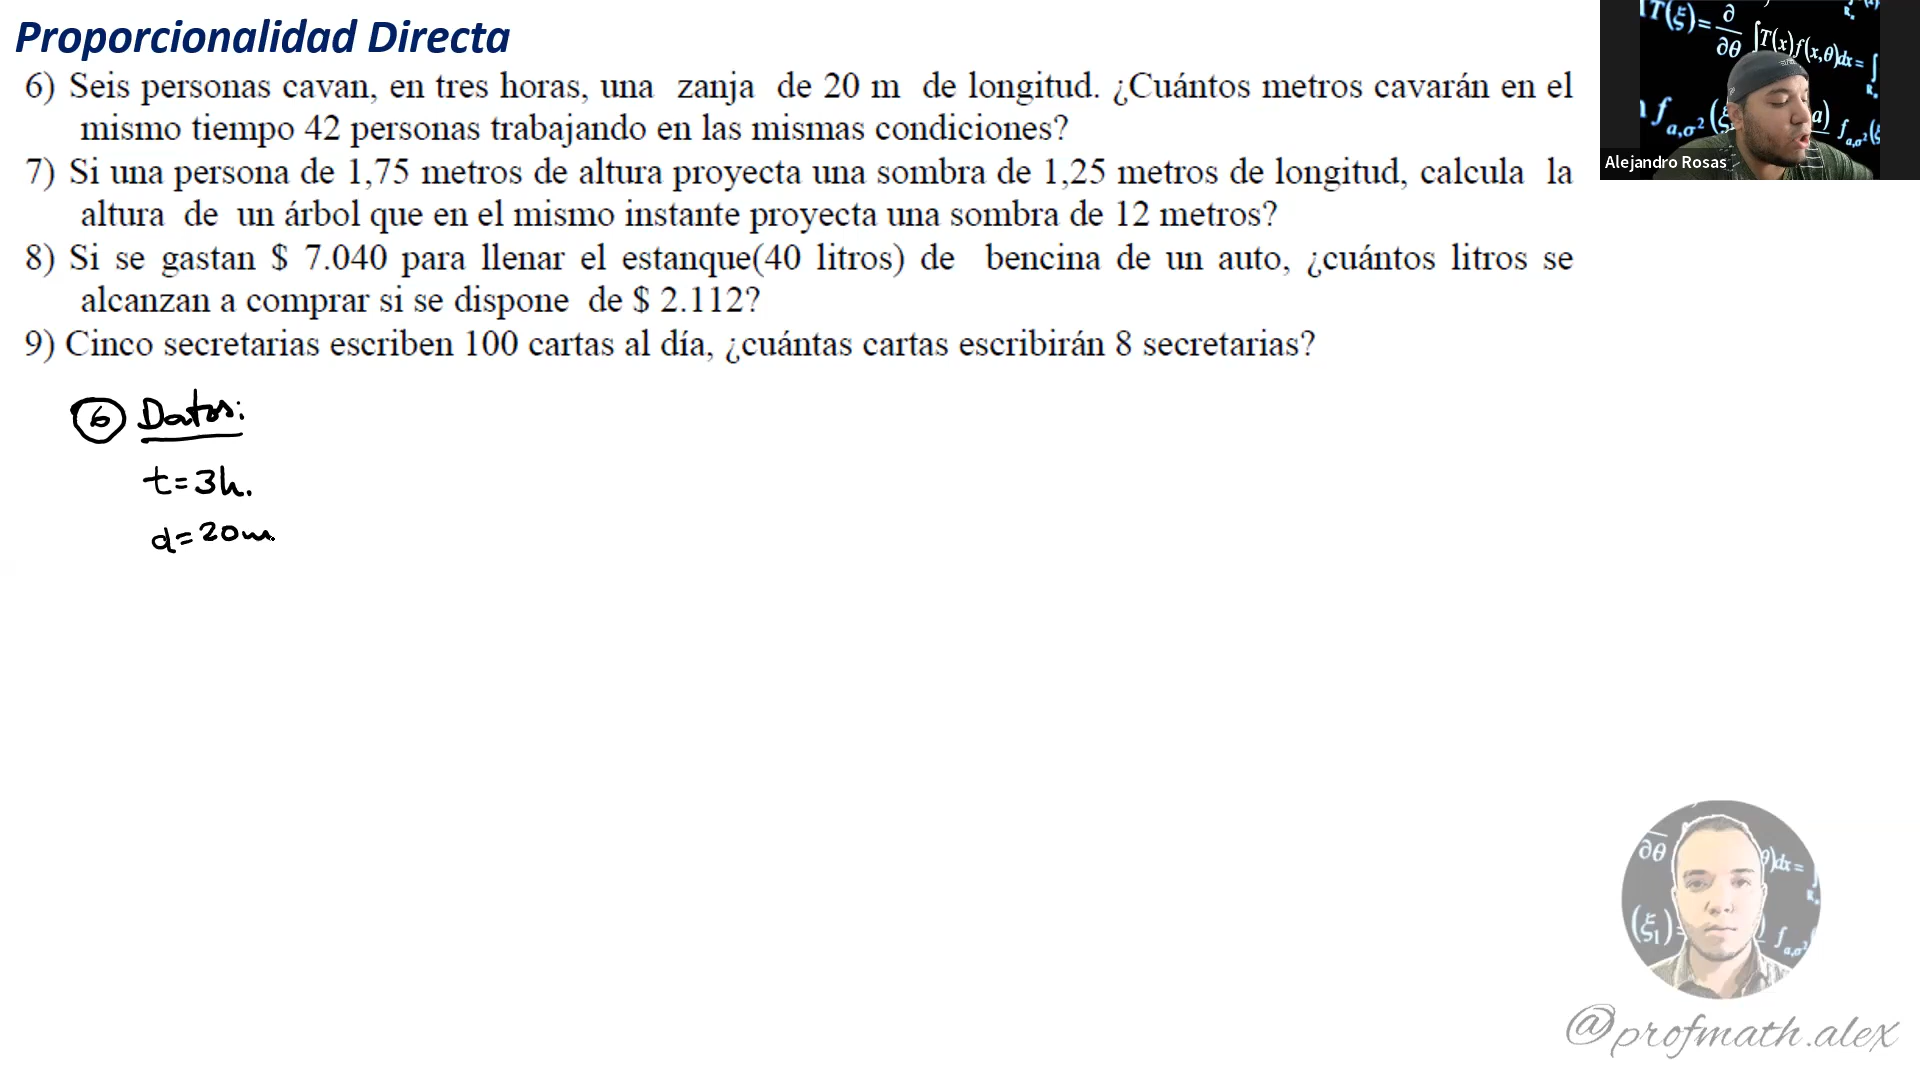 Proporcionalidad Directa
6) Seis personas cavan, en tres horas, una zanja de 20 m de longitud. ¿Cuántos metros cavarán en el
mismo tiempo 42 personas trabajando en las mismas condiciones?
7) Si una persona de 1,75 metros de altura proyecta una sombra de 1,25 metros de longitud, calcula la
altura de un árbol que en el mismo instante proyecta una sombra de 12 metros?
8) Si se gastan $ 7.040 para llenar el estanque(40 litros) de bencina de un auto, ¿cuántos litros se
alcanzan a comprar si se dispone de $ 2.112?
9) Cinco secretarias escriben 100 cartas al día, ¿cuántas cartas escribirán 8 secretarias?
6 Datos:
t=3h.
d=20m.
Alejandro Rosas
@profmath.alex